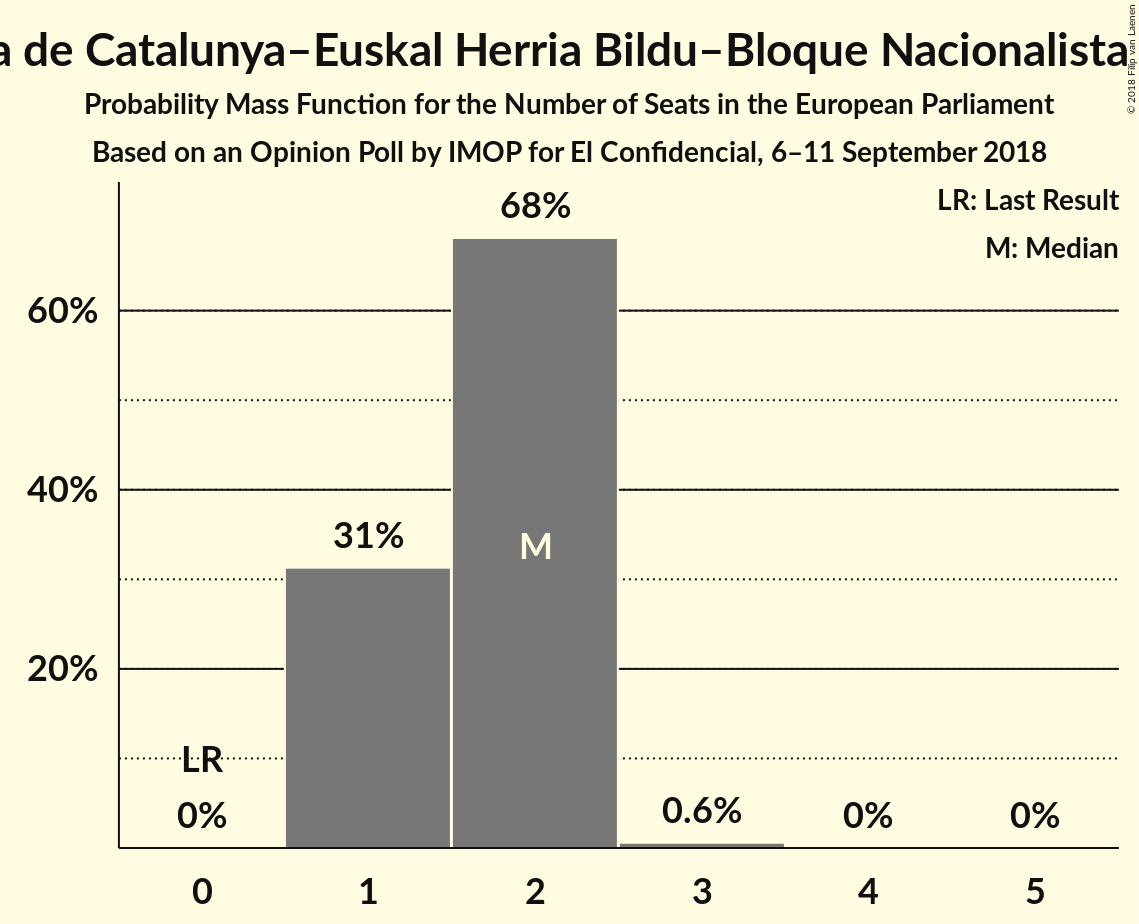 a de Catalunya–Euskal Herria Bildu–Bloque Nacionalista
Probability Mass Function for the Number of Seats in the European Parliament
Based on an Opinion Poll by IMOP for El Confidencial, 6–11 September 2018
© 2018 Filip van Laenen
LR: Last Result
M: Median
68%
60%
40%
31%
M
20%
LR
0%
0.6%
0%
0%
0 1 2 3 4 5